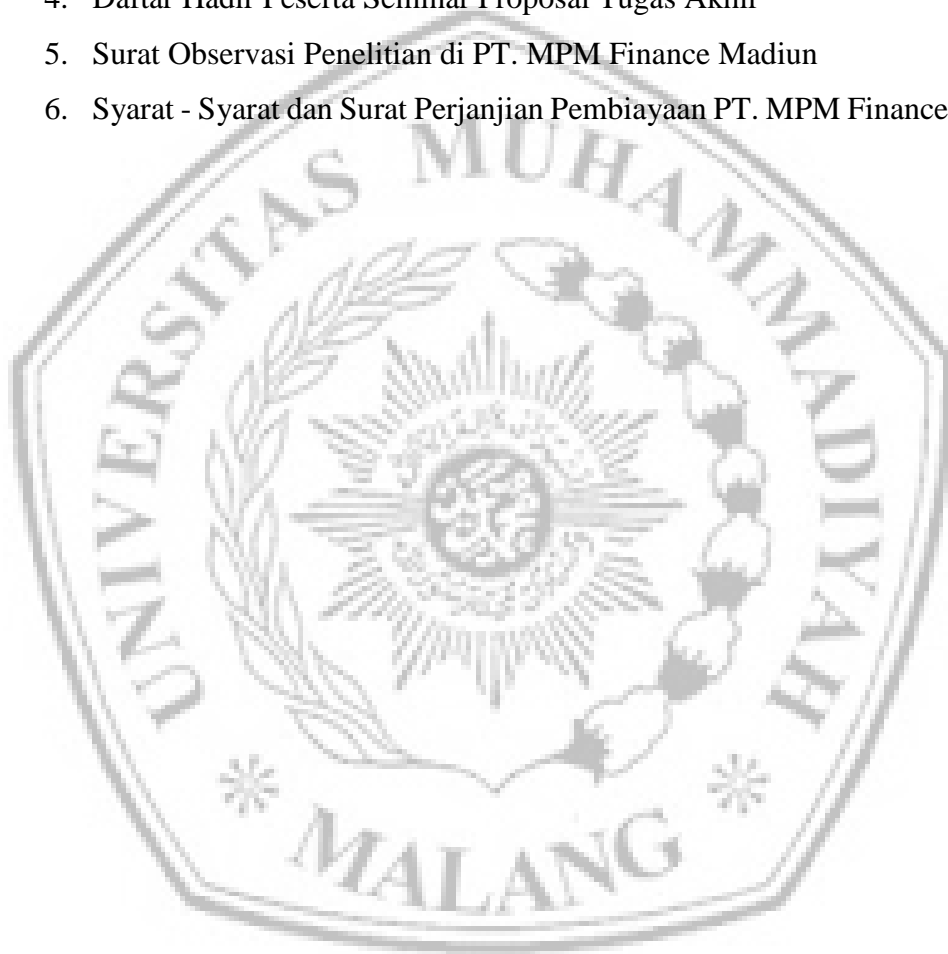 4. Daftar Hadir Peserta Seminar Proposal Tugas Akhir
5. Surat Observasi Penelitian di PT. MPM Finance Madiun
6. Syarat - Syarat dan Surat Perjanjian Pembiayaan PT. MPM Finance
UNIVERSITAS MUHAMMADIYAH
MALANG